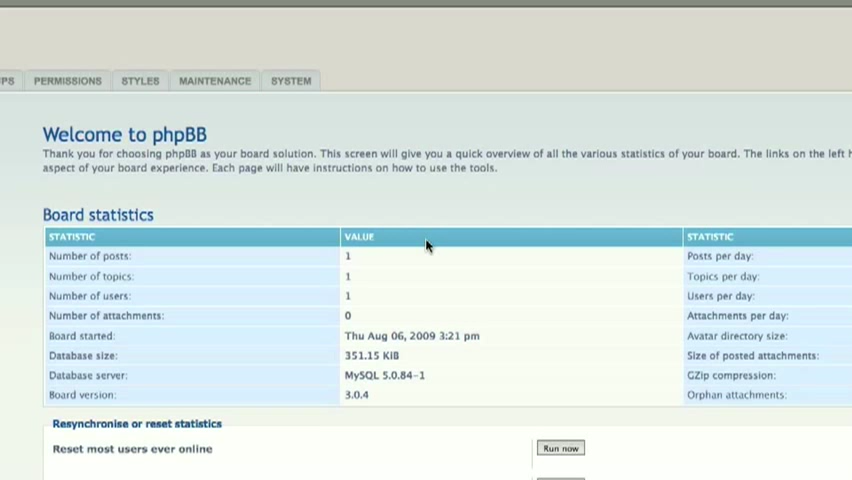 PERMISSIONS STYLES MAINTENANCE SYSTEM
Welcome to phpBB
Thank you for choosing phpBB as your board solution. This screen will give you a quick overview of all the various statistics of your board. The links on the left
aspect of your board experience. Each page will have instructions on how to use the tools.
Board statistics
STATISTIC VALUE STATISTIC
Number of posts: 1 Posts per day:
Number of topics: 1 Topics per day:
Number of users: 1 Users per day:
Number of attachments: 0 Attachments per day:
Board started: Thu Aug 06, 2009 3:21 pm Avatar directory size:
Database size: 351.15 KiB Size of posted attachments:
Database server: MySQL 5.0.84-1 GZip compression:
Board version: 3.0.4 Orphan attachments:
Resynchronise or reset statistics
Reset most users ever online Run now